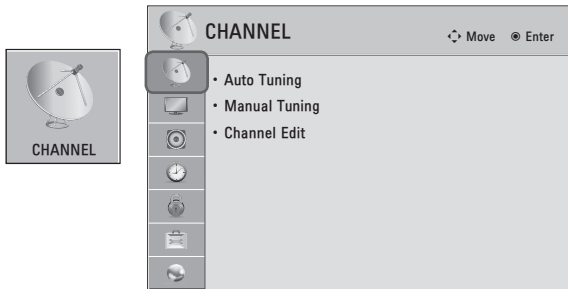 CHANNEL
CHANNEL Move Enter
• Auto Tuning
• Manual Tuning
• Channel Edit